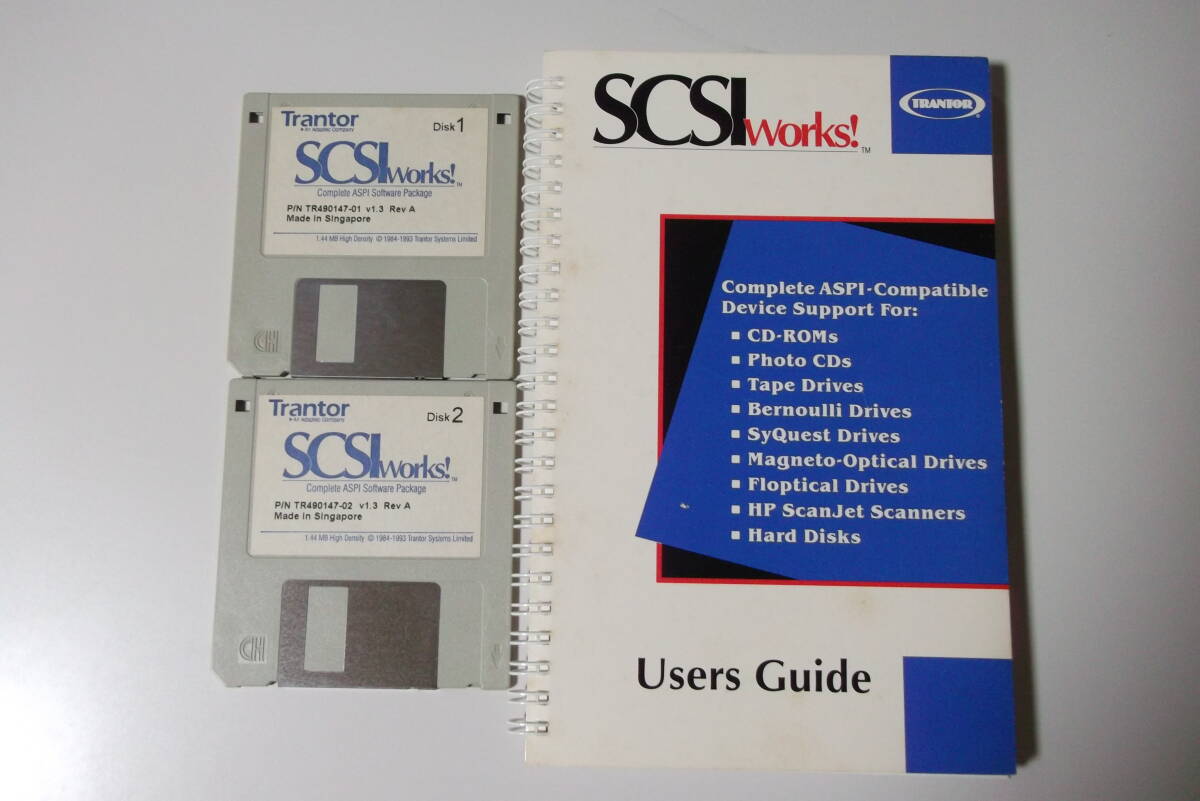 Trantor
An Adaptec Company
Disk 1
SCSIworks!™
Complete ASPI Software Package
P/N TR490147-01 v1.3 Rev A
Made in Singapore
1.44 MB High Density © 1984-1993 Trantor Systems Limited
Trantor
An Adaptec Company
Disk 2
SCSIworks!™
Complete ASPI Software Package
P/N TR490147-02 v1.3 Rev A
Made in Singapore
1.44 MB High Density © 1984-1993 Trantor Systems Limited
SCSIworks!™
TRANTOR®
Complete ASPI-Compatible
Device Support For:
■ CD-ROMs
■ Photo CDs
■ Tape Drives
■ Bernoulli Drives
■ SyQuest Drives
■ Magneto-Optical Drives
■ Floptical Drives
■ HP ScanJet Scanners
■ Hard Disks
Users Guide